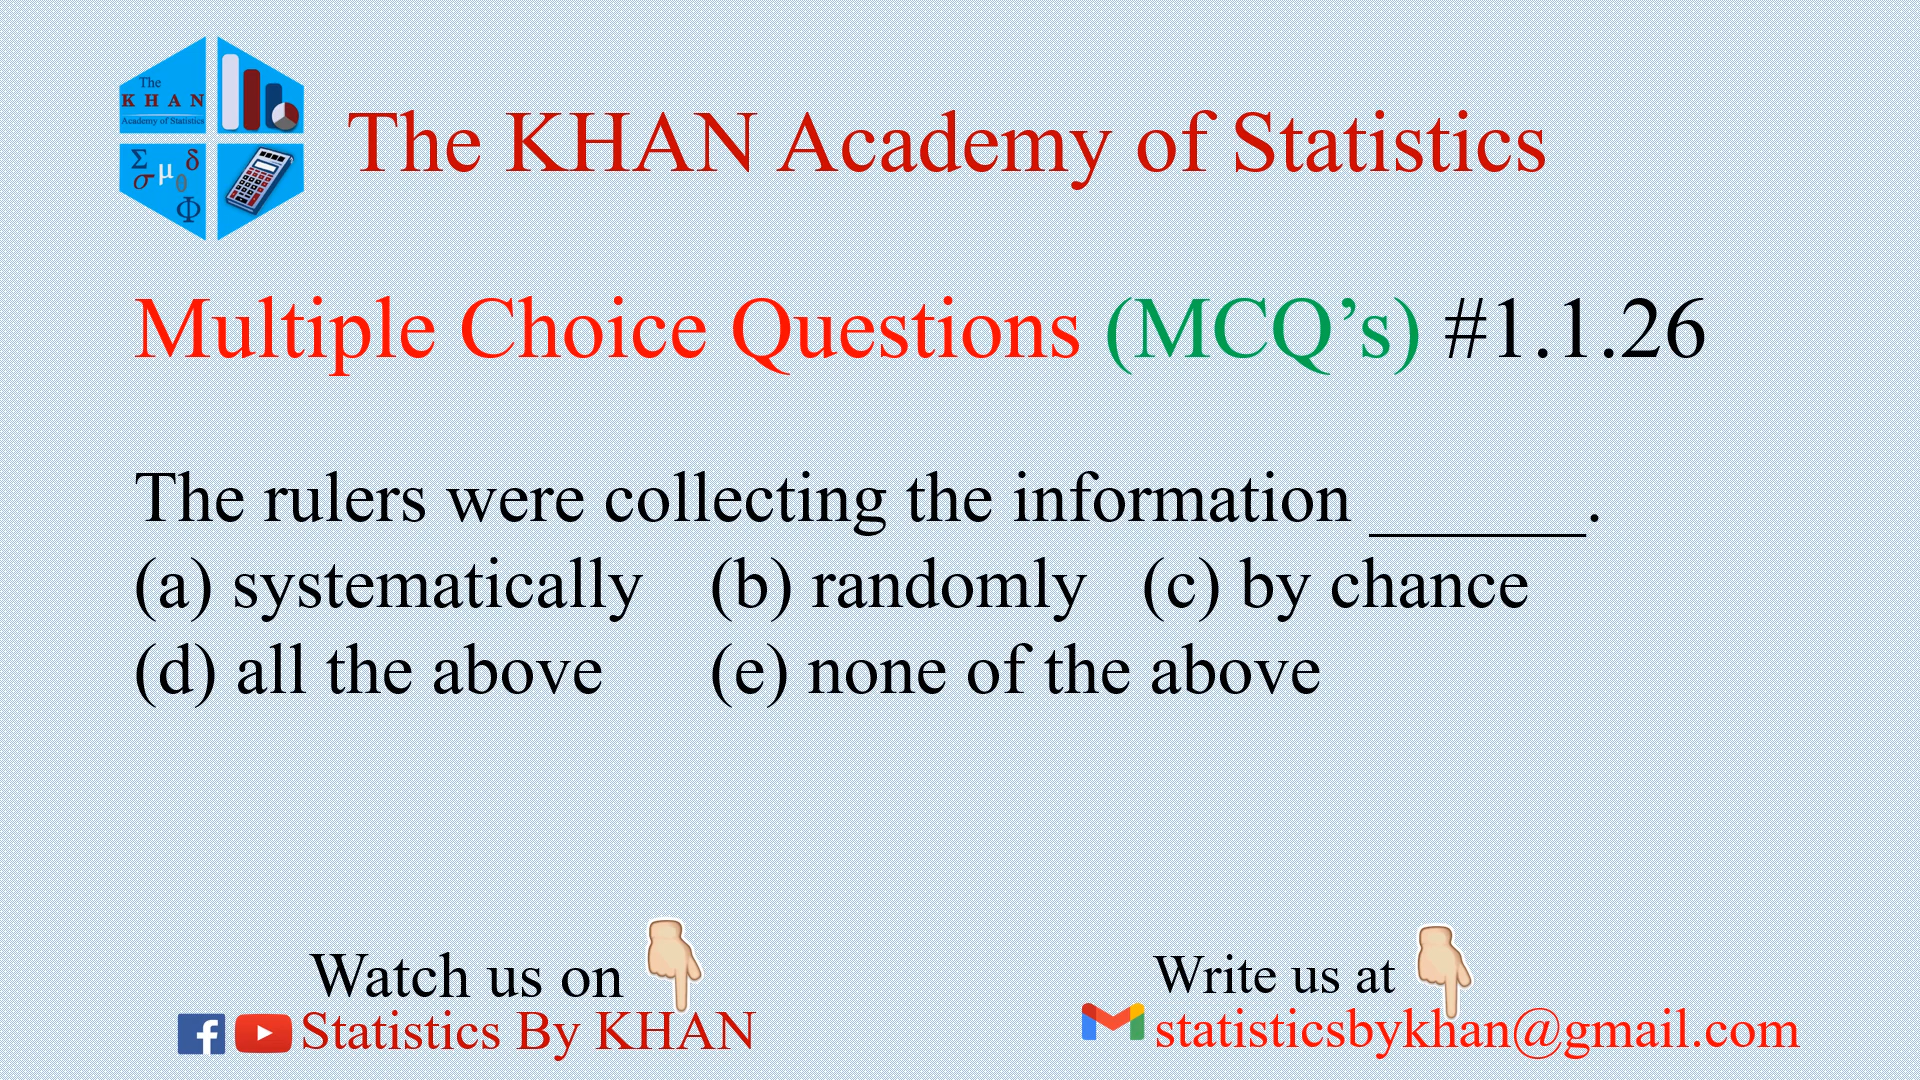 The
KHAN
Academy of Statistics
Σ μ δ
σ 0
Φ
The KHAN Academy of Statistics
Multiple Choice Questions (MCQ’s) #1.1.26
The rulers were collecting the information ______.
(a) systematically (b) randomly (c) by chance
(d) all the above (e) none of the above
Watch us on
Statistics By KHAN
Write us at
statisticsbykhan@gmail.com